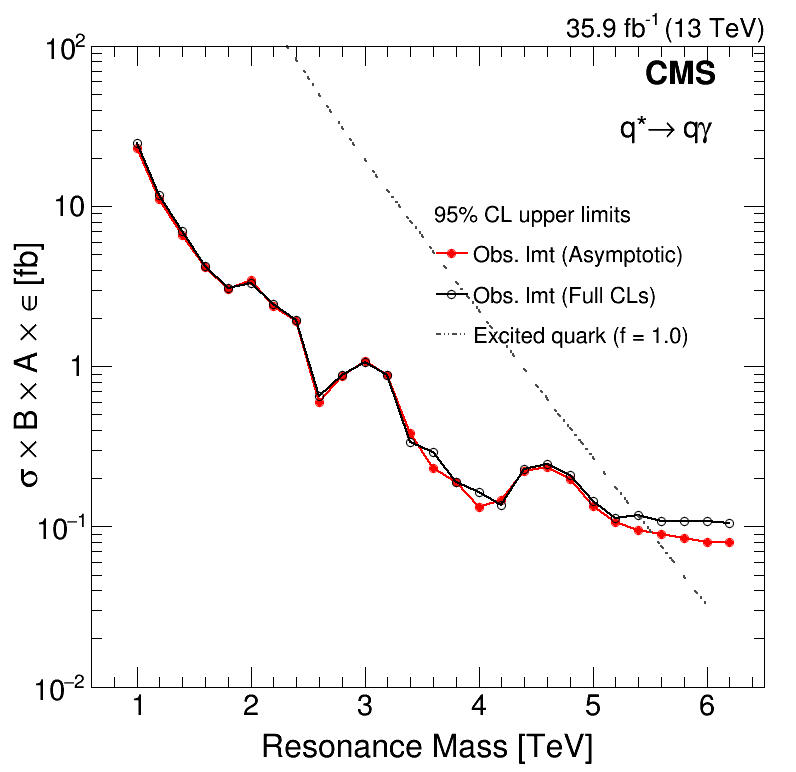 35.9 fb⁻¹ (13 TeV)
CMS
q*→ qγ
95% CL upper limits
Obs. lmt (Asymptotic)
Obs. lmt (Full CLs)
Excited quark (f = 1.0)
σ × B × A × ϵ [fb]
10²
10
1
10⁻¹
10⁻²
1 2 3 4 5 6
Resonance Mass [TeV]